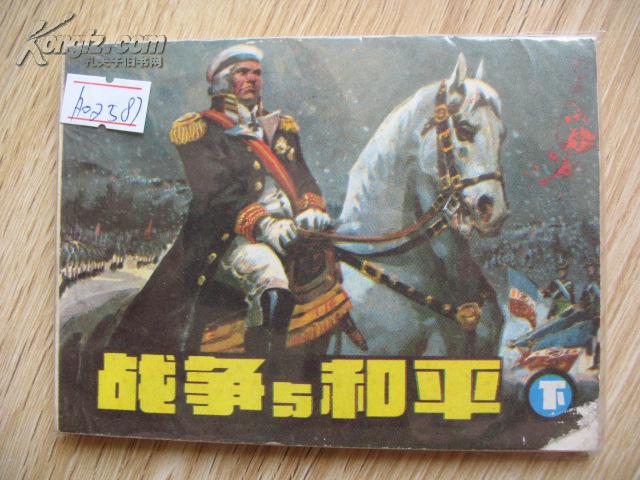 Kongfz.com
孔夫子旧书网
A02387
战争与和平
下